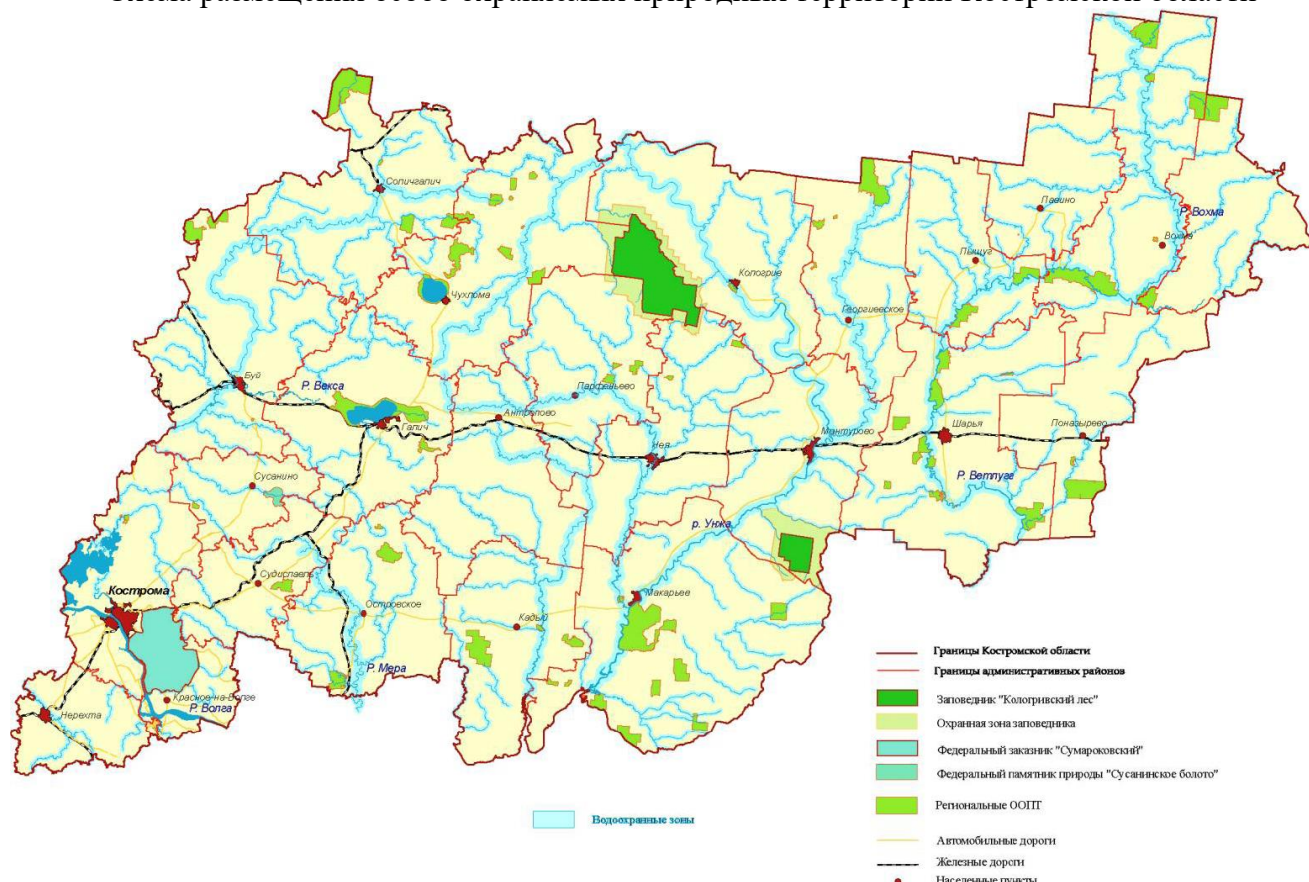 Схема размещения особо охраняемых природных территорий Костромской области
Солигалич
Павино
Р. Вохма
Вохма
Пыщуг
Кологрив
Чухлома
Георгиевское
Буй
Р. Векса
Парфеньево
Галич
Антропово
Нея
Мантурово
Шарья
Поназырево
Сусанино
Р. Ветлуга
р. Унжа
Судиславль
Кострома
Островское
Макарьев
Кадый
Р. Мера
Красное-на-Волге
Р. Волга
Нерехта
Границы Костромской области
Границы административных районов
Заповедник "Кологривский лес"
Охранная зона заповедника
Федеральный заказник "Сумароковский"
Федеральный памятник природы "Сусанинское болото"
Региональные ООПТ
Водоохранные зоны
Автомобильные дороги
Железные дороги
Населенные пункты